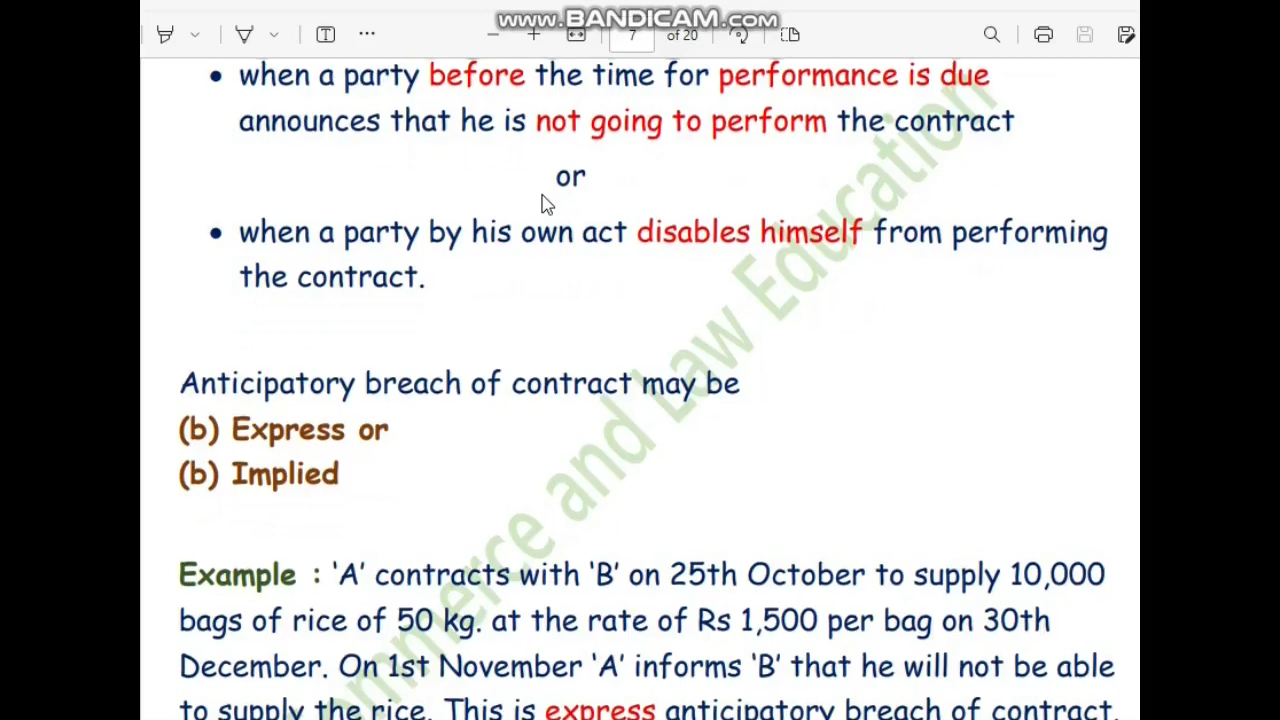 www.BANDICAM.com
7 of 20
• when a party before the time for performance is due
announces that he is not going to perform the contract
or
• when a party by his own act disables himself from performing
the contract.
Anticipatory breach of contract may be
(b) Express or
(b) Implied
Example : ‘A’ contracts with ‘B’ on 25th October to supply 10,000
bags of rice of 50 kg. at the rate of Rs 1,500 per bag on 30th
December. On 1st November ‘A’ informs ‘B’ that he will not be able
to supply the rice. This is express anticipatory breach of contract.
ommerce and Law Education